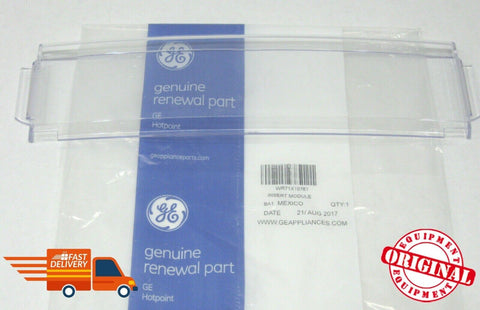 GE
genuine
renewal part
GE
Hotpoint
geapplianceparts.com
INSERT MODULE
BAT MEXICO QTY:1
DATE 21/AUG 2017
WWW.GEAPPLIANCES.COM
GE
genuine
renewal part
GE
Hotpoint
FAST
DELIVERY
EQUIPMENT
ORIGINAL
EQUIPMENT